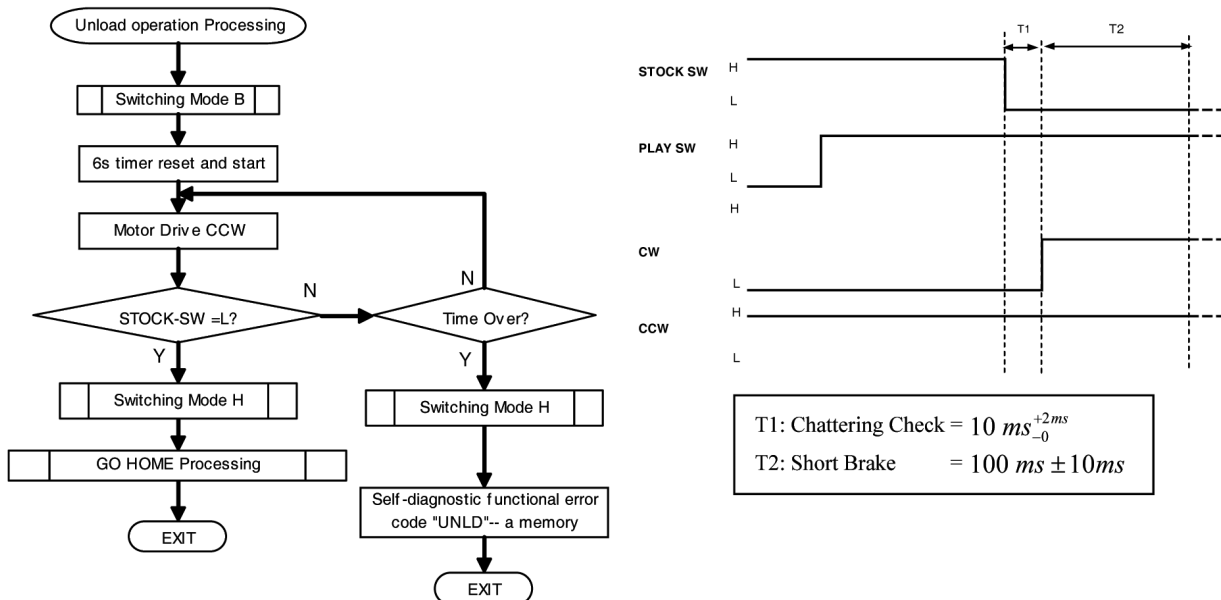 Unload operation Processing
Switching Mode B
6s timer reset and start
Motor Drive CCW
STOCK-SW =L?
N
Y
Time Over?
N
Y
Switching Mode H
GO HOME Processing
EXIT
Switching Mode H
Self-diagnostic functional error
code "UNLD"-- a memory
EXIT
T1
T2
STOCK SW
H
L
PLAY SW
H
L
H
CW
L
H
CCW
L
T1: Chattering Check = 10 ms +2ms -0
T2: Short Brake = 100 ms ±10ms